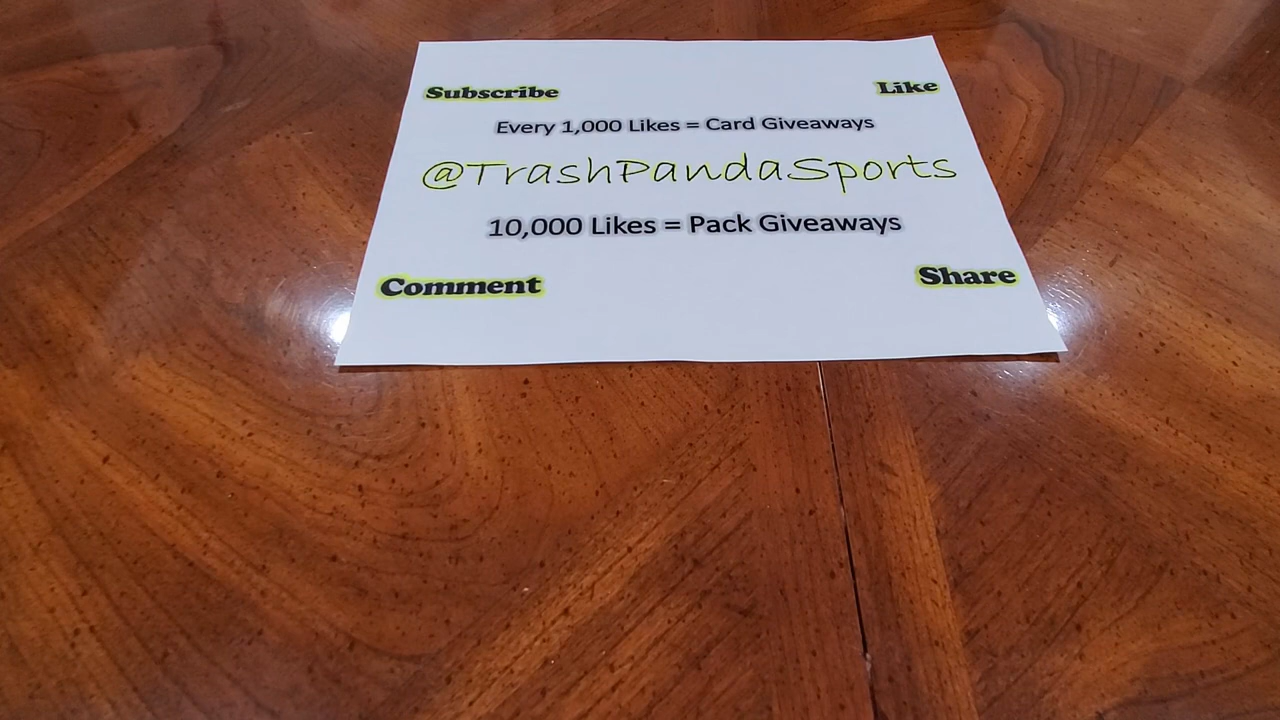 Subscribe Like
Every 1,000 Likes = Card Giveaways
@TrashPandaSports
10,000 Likes = Pack Giveaways
Comment Share